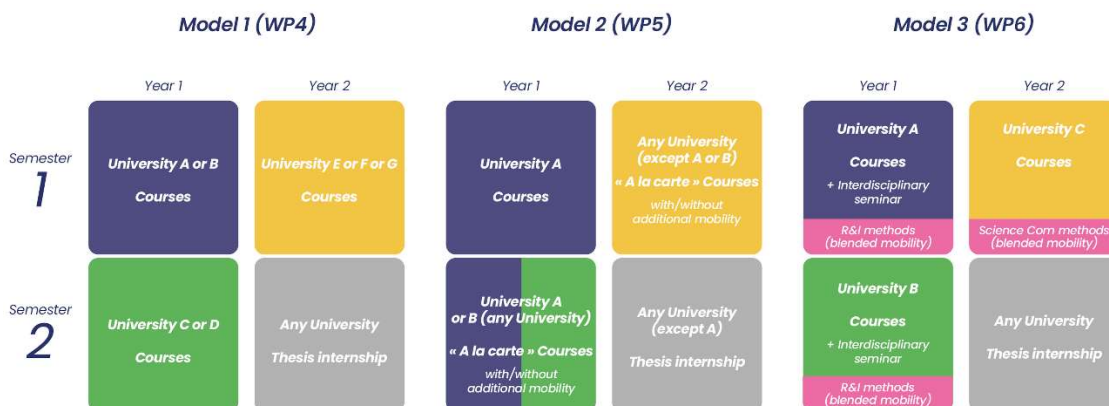 Model 1 (WP4)
Model 2 (WP5)
Model 3 (WP6)
Year 1
Year 2
Year 1
Year 2
Year 1
Year 2
Semester
1
University A or B
Courses
University E or F or G
Courses
University A
Courses
Any University
(except A or B)
« A la carte » Courses
with/without
additional mobility
University A
Courses
+ Interdisciplinary
seminar
R&I methods
(blended mobility)
University C
Courses
Science Com methods
(blended mobility)
Semester
2
University C or D
Courses
Any University
Thesis internship
University A
or B (any University)
« A la carte » Courses
with/without
additional mobility
Any University
(except A)
Thesis internship
University B
Courses
+ Interdisciplinary
seminar
R&I methods
(blended mobility)
Any University
Thesis internship